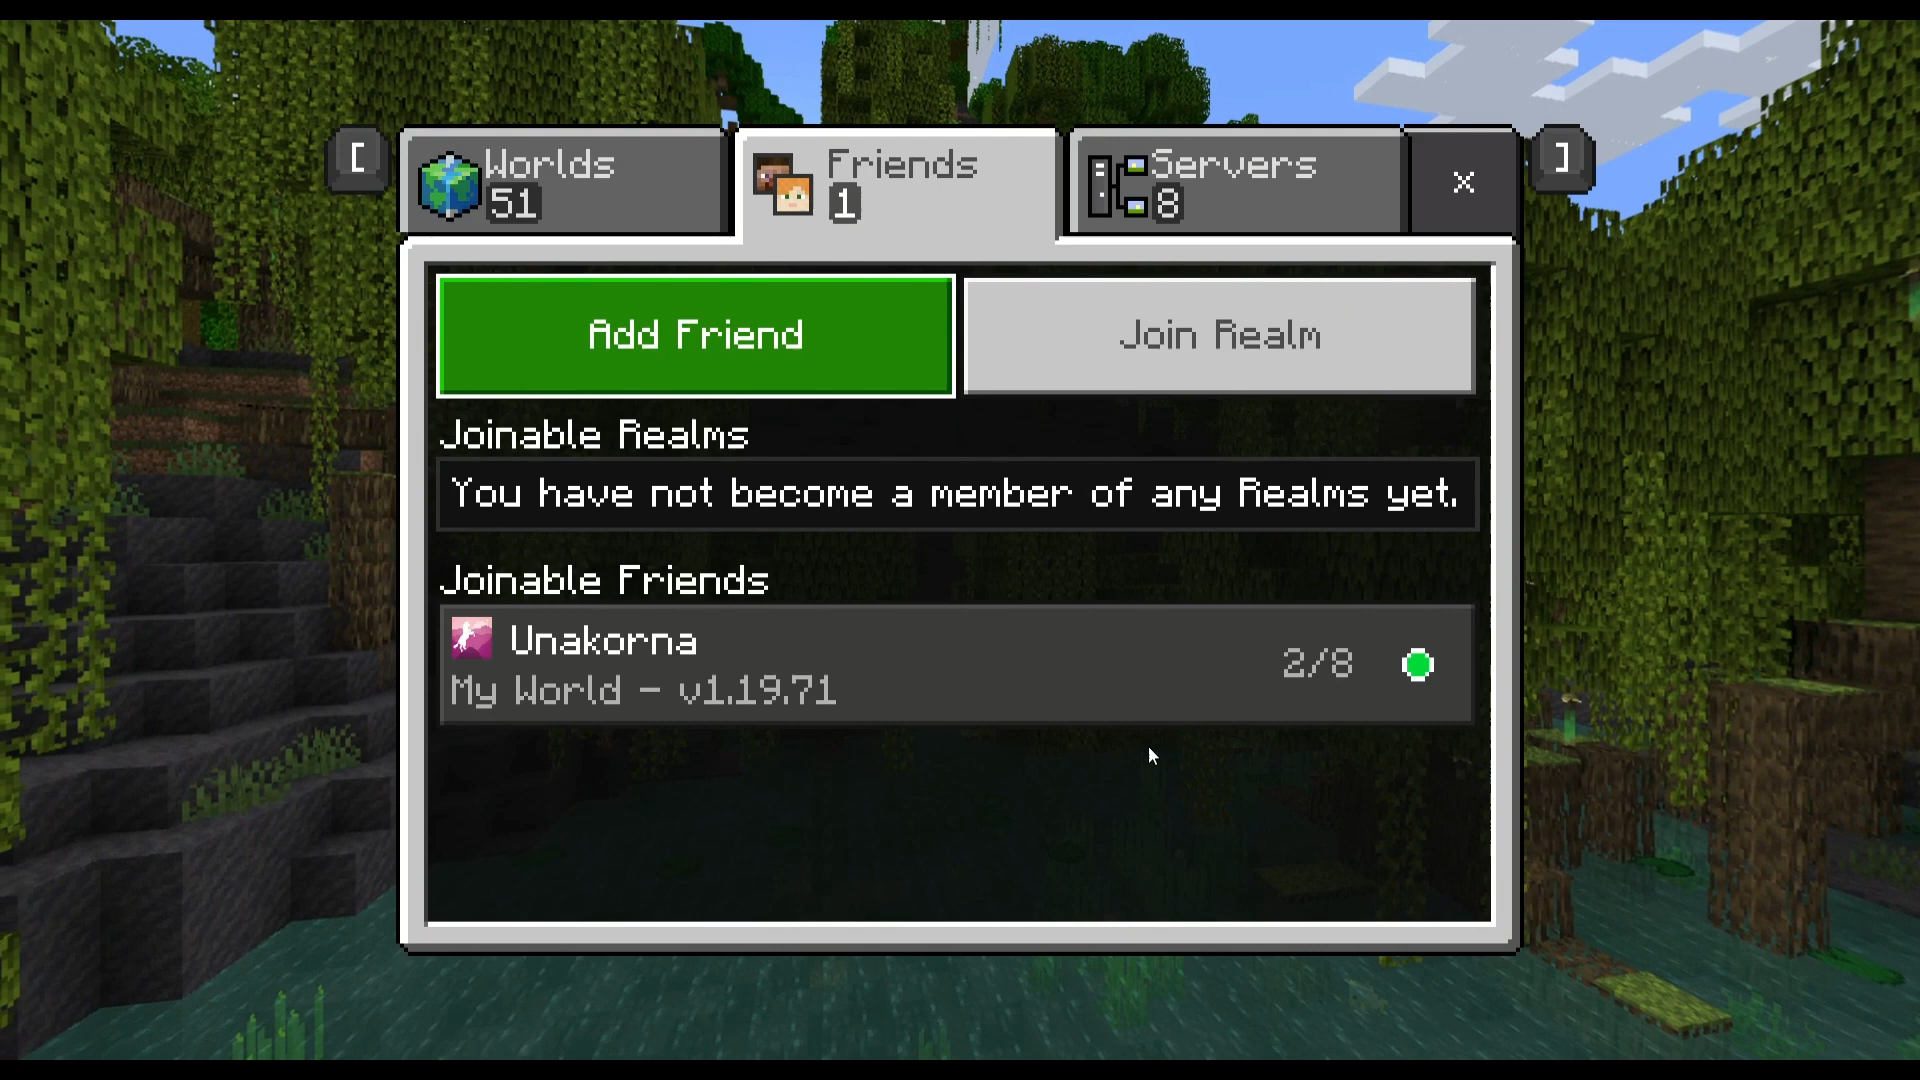 [
Worlds
51
Friends
1
Servers
8
x
]
Add Friend
Join Realm
Joinable Realms
You have not become a member of any Realms yet.
Joinable Friends
Unakorna
2/8
My World - v1.19.71